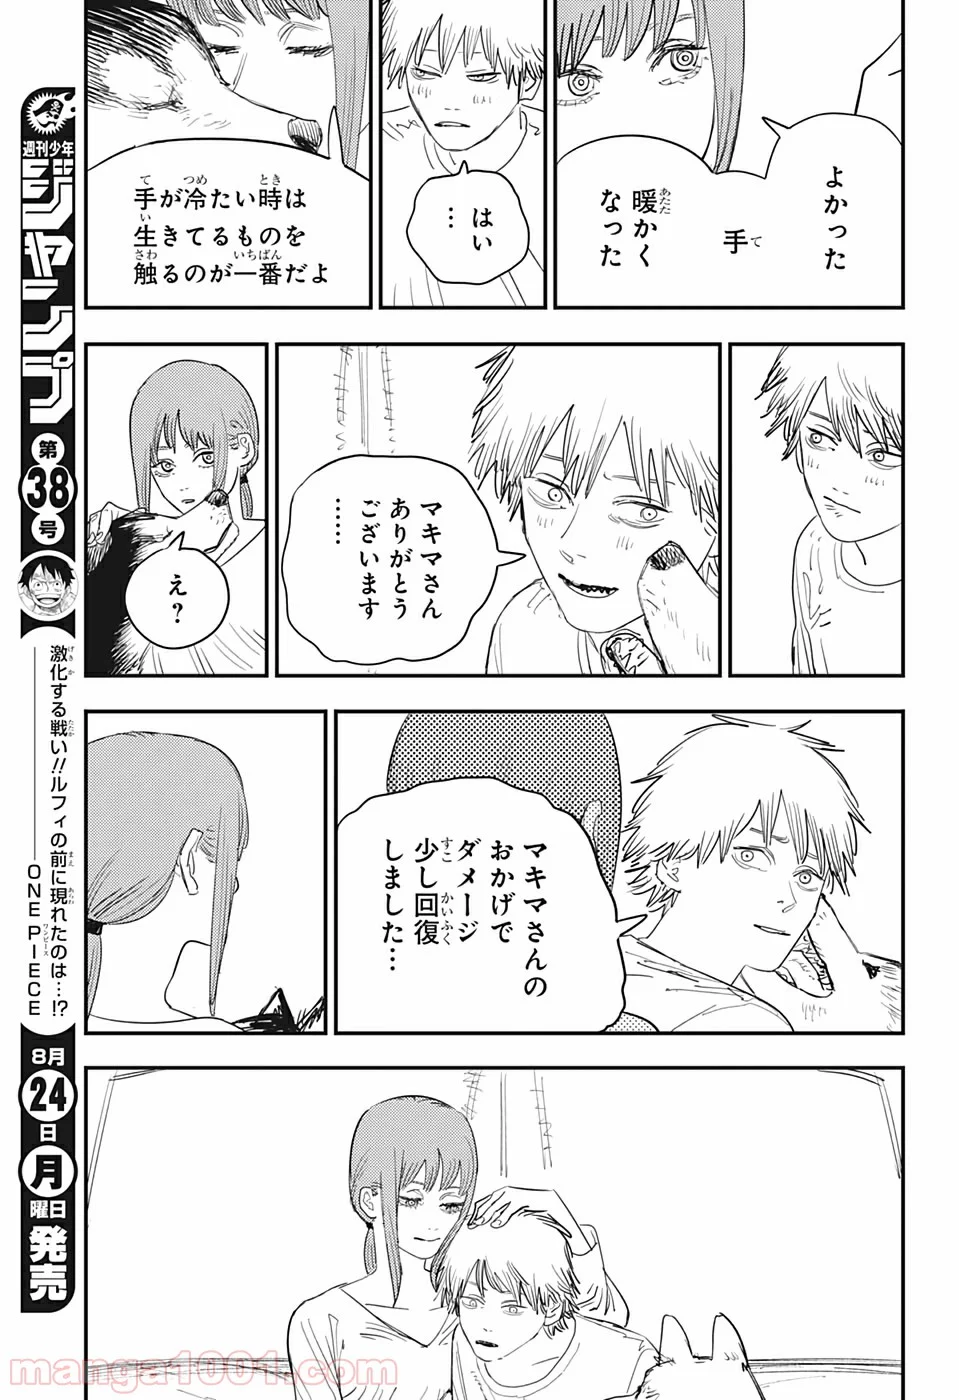 よかった
手
暖かく
なった
はい
…
手が冷たい時は
生きてるものを
触るのが一番だよ
マキマさん
ありがとう
ございます
……
え?
マキマさんの
おかげで
ダメージ
少し回復
しました…
週刊少年
ジャンプ
第
38
号
激化する戦い!!ルフィの前に現れたのは…!?
ONE PIECE
8月
24
日
月
曜日
発売
manga1001.com